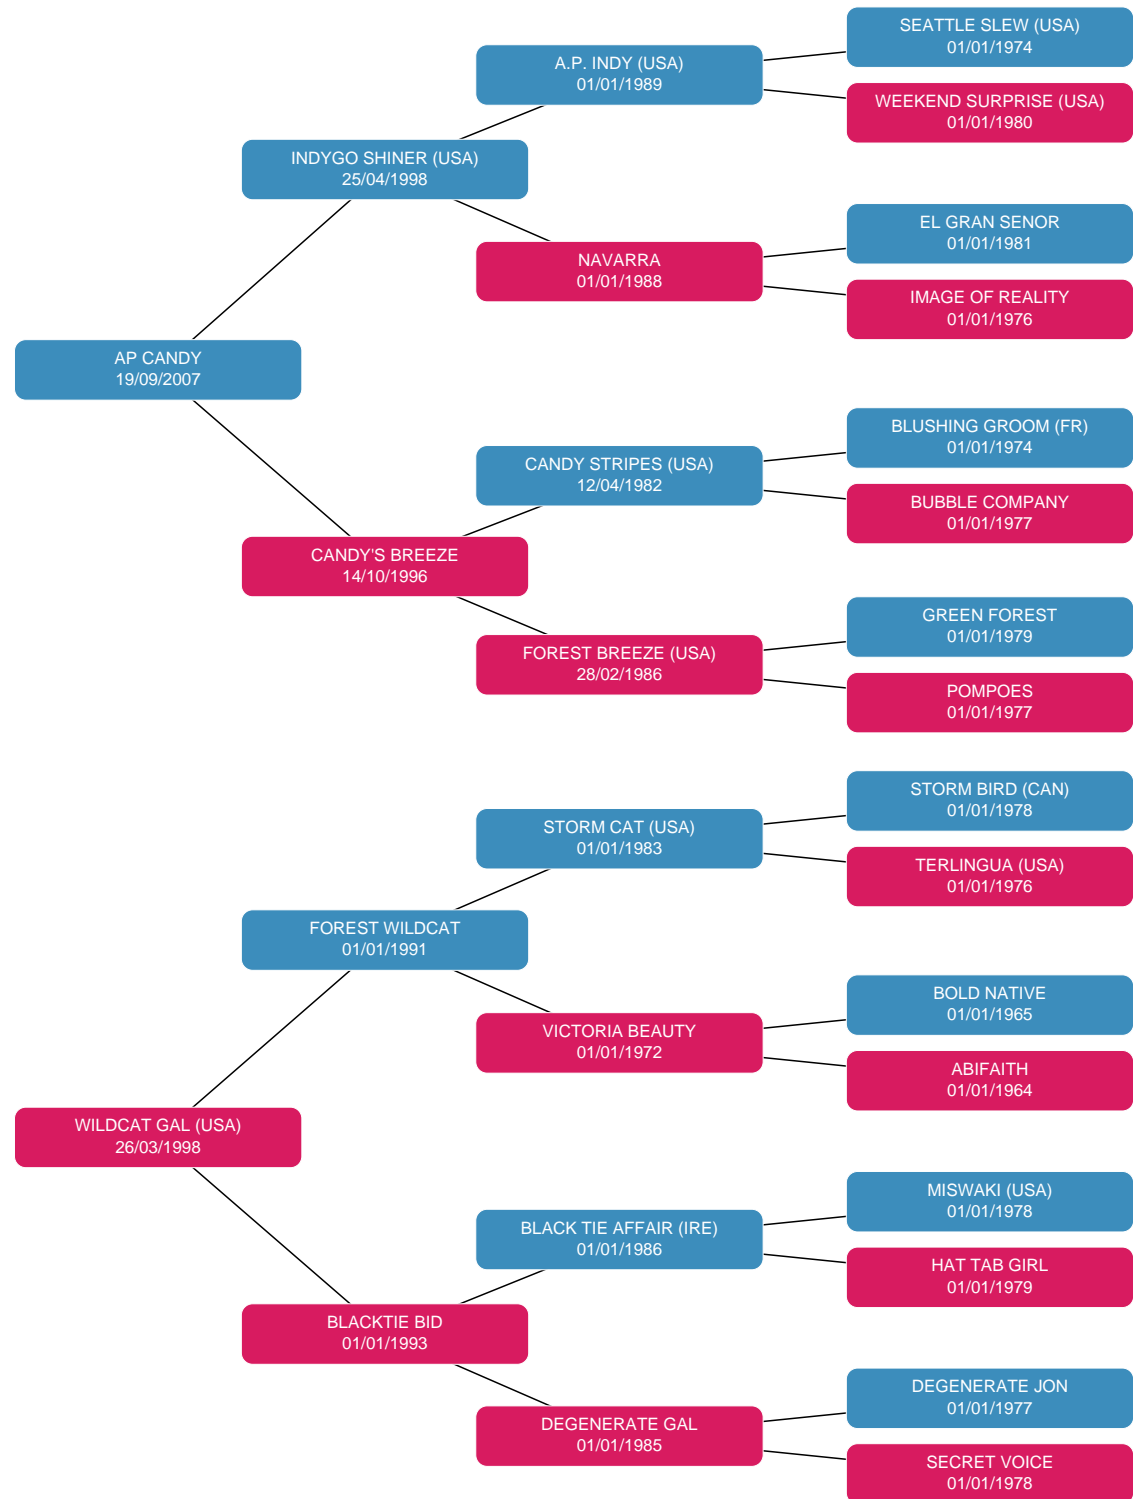 SEATTLE SLEW (USA)
01/01/1974
A.P. INDY (USA)
01/01/1989
WEEKEND SURPRISE (USA)
01/01/1980
INDYGO SHINER (USA)
25/04/1998
EL GRAN SENOR
01/01/1981
NAVARRA
01/01/1988
IMAGE OF REALITY
01/01/1976
AP CANDY
19/09/2007
BLUSHING GROOM (FR)
01/01/1974
CANDY STRIPES (USA)
12/04/1982
BUBBLE COMPANY
01/01/1977
CANDY'S BREEZE
14/10/1996
GREEN FOREST
01/01/1979
FOREST BREEZE (USA)
28/02/1986
POMPOES
01/01/1977
STORM BIRD (CAN)
01/01/1978
STORM CAT (USA)
01/01/1983
TERLINGUA (USA)
01/01/1976
FOREST WILDCAT
01/01/1991
BOLD NATIVE
01/01/1965
VICTORIA BEAUTY
01/01/1972
ABIFAITH
01/01/1964
WILDCAT GAL (USA)
26/03/1998
MISWAKI (USA)
01/01/1978
BLACK TIE AFFAIR (IRE)
01/01/1986
HAT TAB GIRL
01/01/1979
BLACKTIE BID
01/01/1993
DEGENERATE JON
01/01/1977
DEGENERATE GAL
01/01/1985
SECRET VOICE
01/01/1978